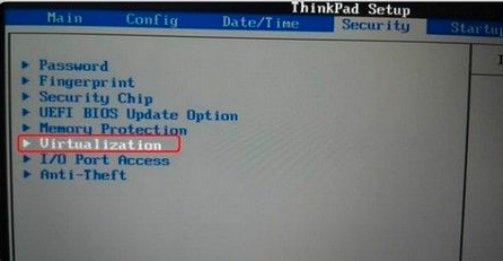 ThinkPad Setup
Main Config Date/Time Security Startup
Password
Fingerprint
Security Chip
UEFI BIOS Update Option
Memory Protection
Virtualization
I/O Port Access
Anti-Theft